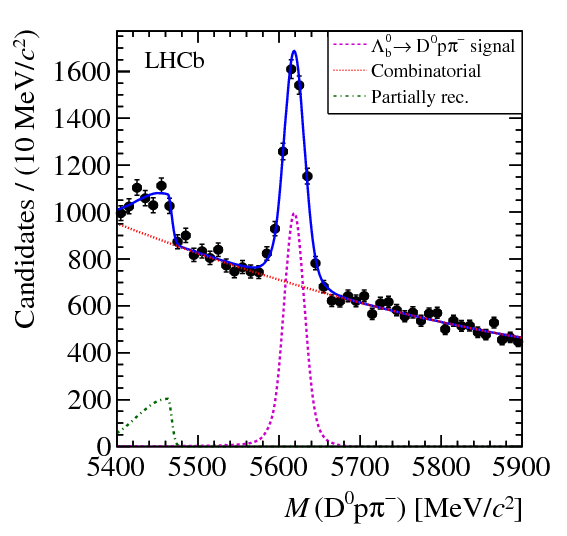 LHCb
Λ⁰b → D⁰pπ⁻ signal
Combinatorial
Partially rec.
Candidates / (10 MeV/c²)
1600
1400
1200
1000
800
600
400
200
0
5400 5500 5600 5700 5800 5900
M (D⁰pπ⁻) [MeV/c²]